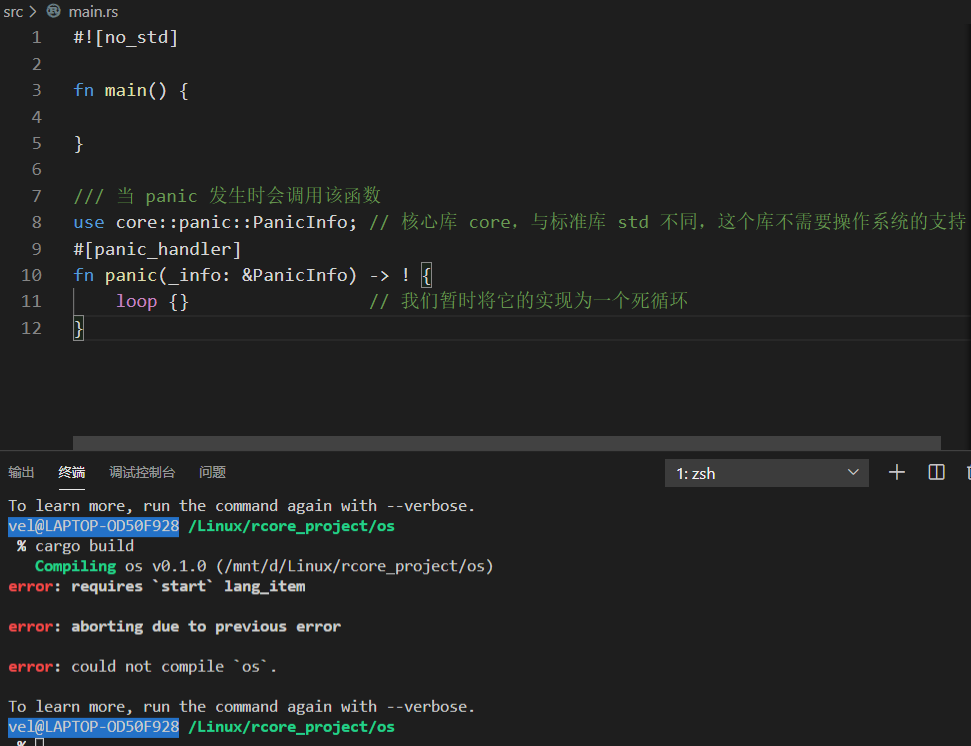 src > main.rs
1 #![no_std]
2
3 fn main() {
4
5 }
6
7 /// 当 panic 发生时会调用该函数
8 use core::panic::PanicInfo; // 核心库 core，与标准库 std 不同，这个库不需要操作系统的支持
9 #[panic_handler]
10 fn panic(_info: &PanicInfo) -> ! {
11     loop {}                 // 我们暂时将它的实现为一个死循环
12 }
输出 终端 调试控制台 问题 1: zsh
To learn more, run the command again with --verbose.
vel@LAPTOP-OD50F928 /Linux/rcore_project/os
% cargo build
Compiling os v0.1.0 (/mnt/d/Linux/rcore_project/os)
error: requires `start` lang_item
error: aborting due to previous error
error: could not compile `os`.
To learn more, run the command again with --verbose.
vel@LAPTOP-OD50F928 /Linux/rcore_project/os
%